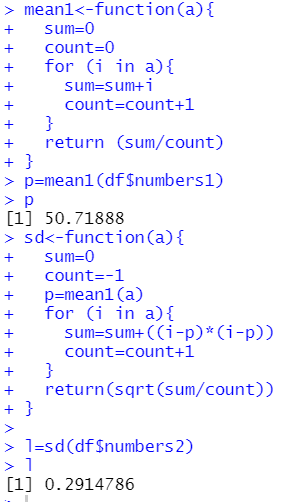 > mean1<-function(a){
+   sum=0
+   count=0
+   for (i in a){
+     sum=sum+i
+     count=count+1
+   }
+   return (sum/count)
+ }
> p=mean1(df$numbers1)
> p
[1] 50.71888
> sd<-function(a){
+   sum=0
+   count=-1
+   p=mean1(a)
+   for (i in a){
+     sum=sum+((i-p)*(i-p))
+     count=count+1
+   }
+   return(sqrt(sum/count))
+ }
>
> l=sd(df$numbers2)
> l
[1] 0.2914786